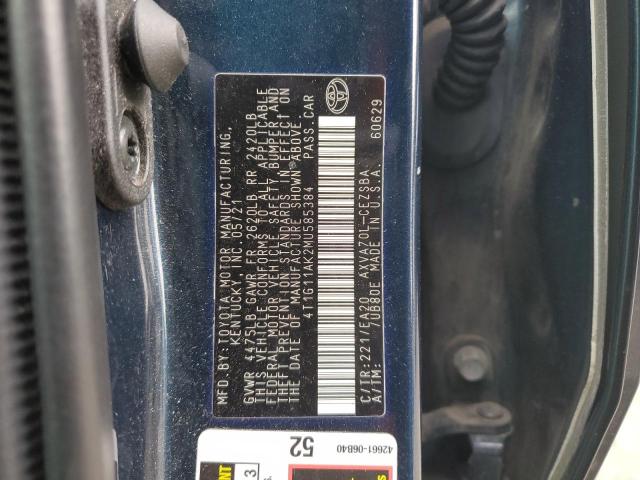 MFD.BY:TOYOTA MOTOR MANUFACTURING,
KENTUCKY, INC. 05/21
GVWR 4475LB GAWR FR 2620LB RR 2420LB
THIS VEHICLE CONFORMS TO ALL APPLICABLE
FEDERAL MOTOR VEHICLE SAFETY, BUMPER, AND
THEFT PREVENTION STANDARDS IN EFFECT ON
THE DATE OF MANUFACTURE SHOWN ABOVE.
4T1G11AK2MU585384 PASS.CAR
C/TR:221/EA20 AXVA70L-CEZSBA
A/TM: /UB80E MADE IN U.S.A. 60629
42661-06B40
52
3